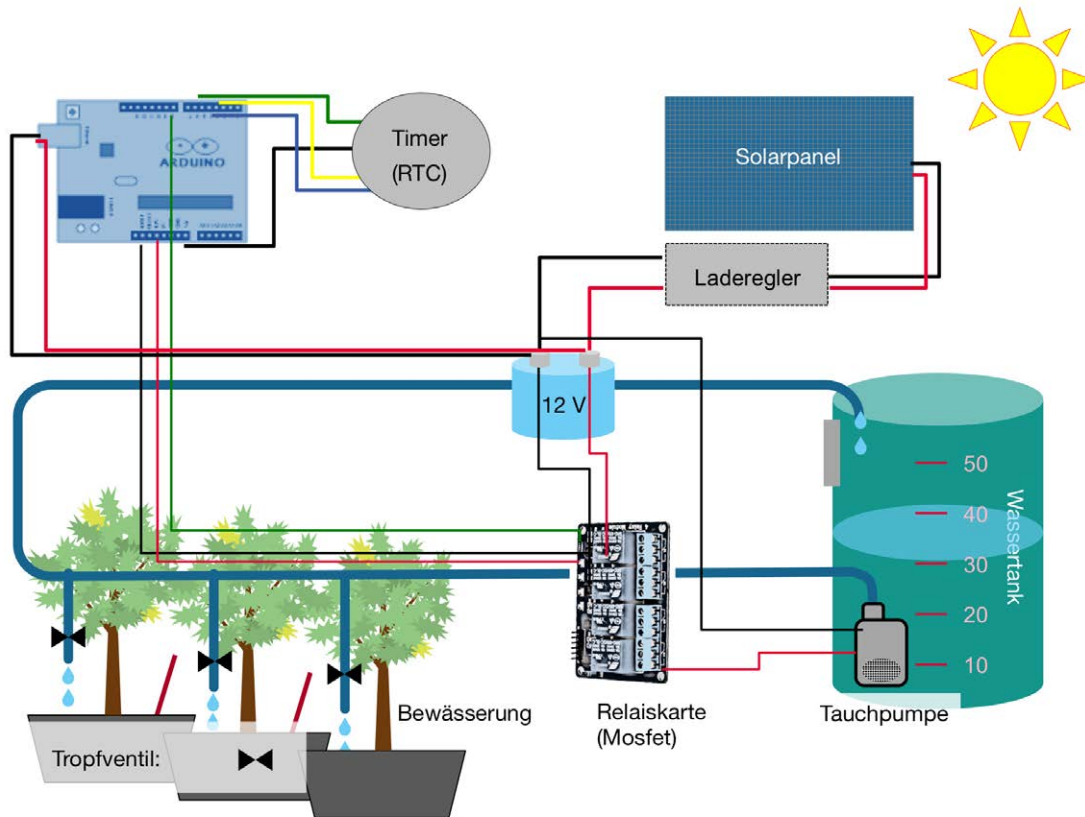 Timer
(RTC)
ARDUINO
Solarpanel
Laderegler
12 V
50
40
30
20
10
Wassertank
Bewässerung
Relaiskarte
(Mosfet)
Tauchpumpe
Tropfventil: